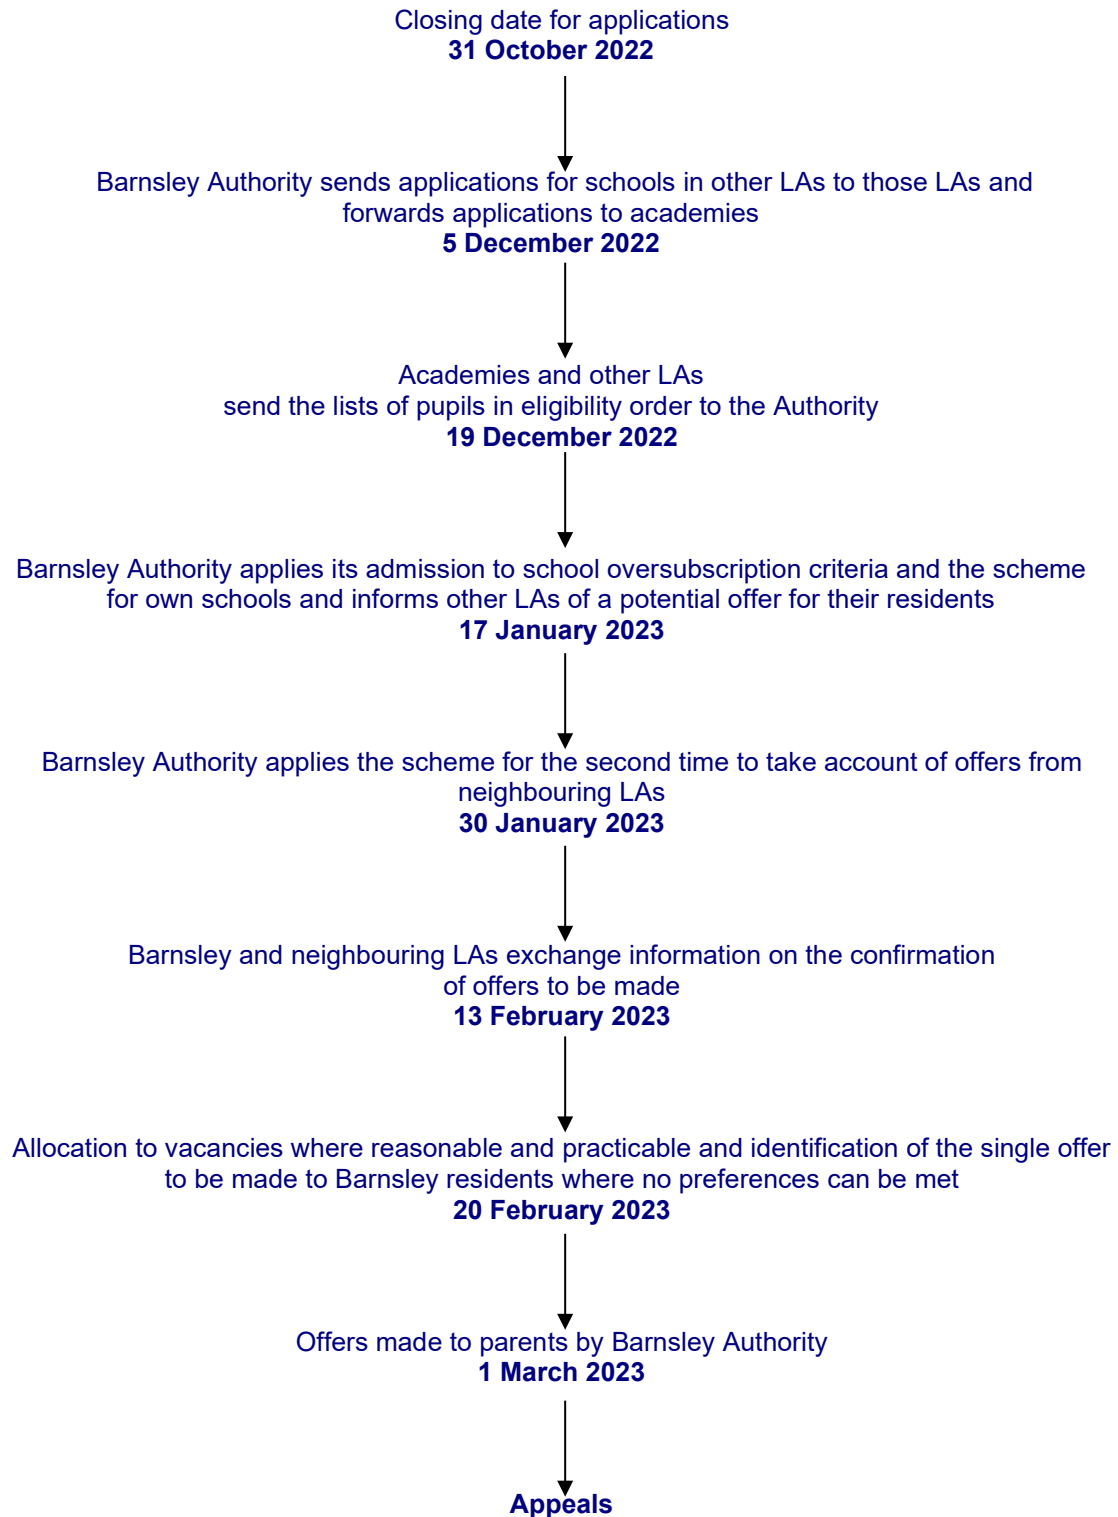 Closing date for applications
31 October 2022
Barnsley Authority sends applications for schools in other LAs to those LAs and
forwards applications to academies
5 December 2022
Academies and other LAs
send the lists of pupils in eligibility order to the Authority
19 December 2022
Barnsley Authority applies its admission to school oversubscription criteria and the scheme
for own schools and informs other LAs of a potential offer for their residents
17 January 2023
Barnsley Authority applies the scheme for the second time to take account of offers from
neighbouring LAs
30 January 2023
Barnsley and neighbouring LAs exchange information on the confirmation
of offers to be made
13 February 2023
Allocation to vacancies where reasonable and practicable and identification of the single offer
to be made to Barnsley residents where no preferences can be met
20 February 2023
Offers made to parents by Barnsley Authority
1 March 2023
Appeals